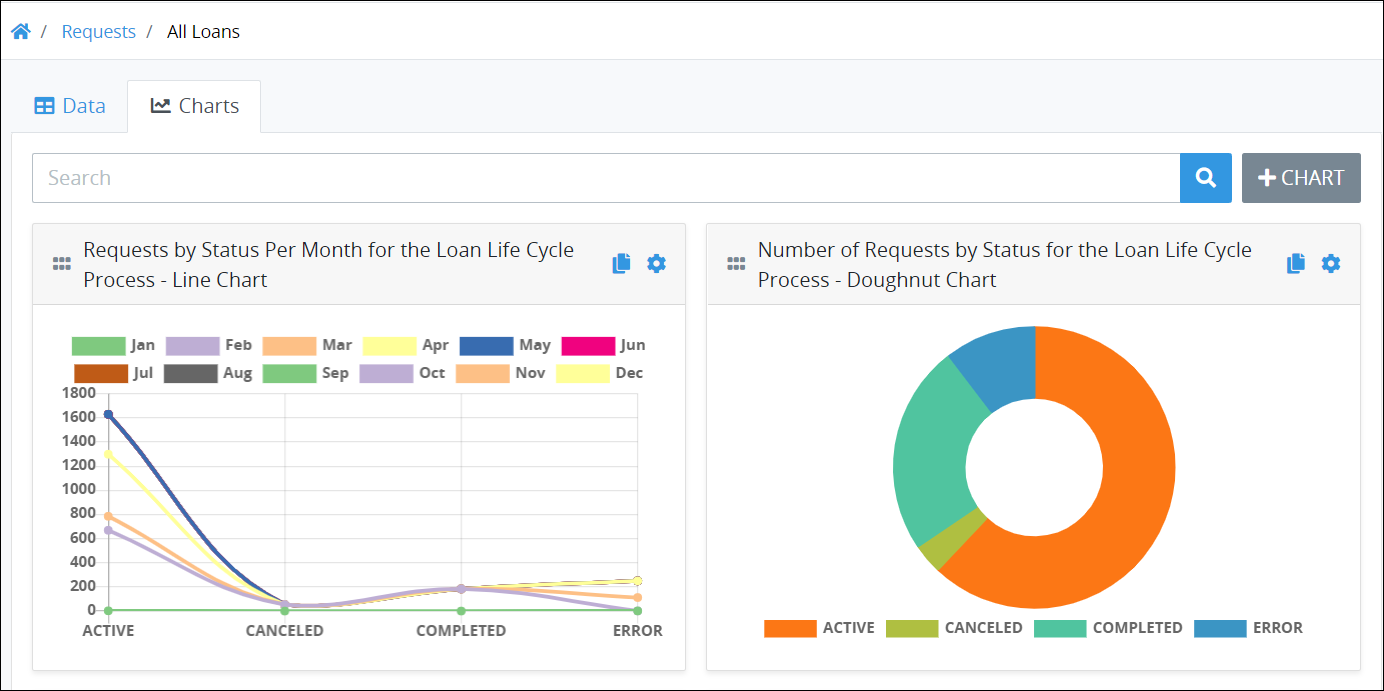 / Requests / All Loans
Data
Charts
Search
+ CHART
Requests by Status Per Month for the Loan Life Cycle
Process - Line Chart
Jan Feb Mar Apr May Jun
Jul Aug Sep Oct Nov Dec
1800
1600
1400
1200
1000
800
600
400
200
0
ACTIVE CANCELED COMPLETED ERROR
Number of Requests by Status for the Loan Life Cycle
Process - Doughnut Chart
ACTIVE CANCELED COMPLETED ERROR